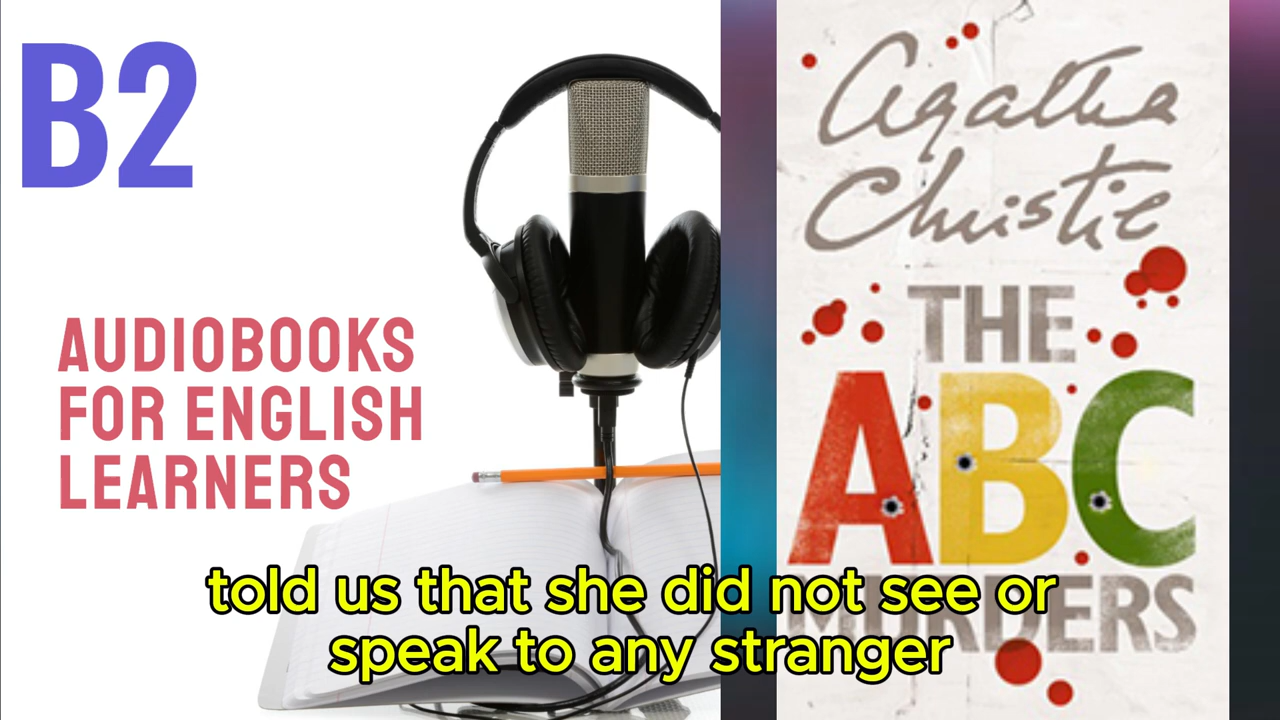 B2
AUDIOBOOKS
FOR ENGLISH
LEARNERS
Agatha
Christie
THE
ABC
MURDERS
told us that she did not see or
speak to any stranger